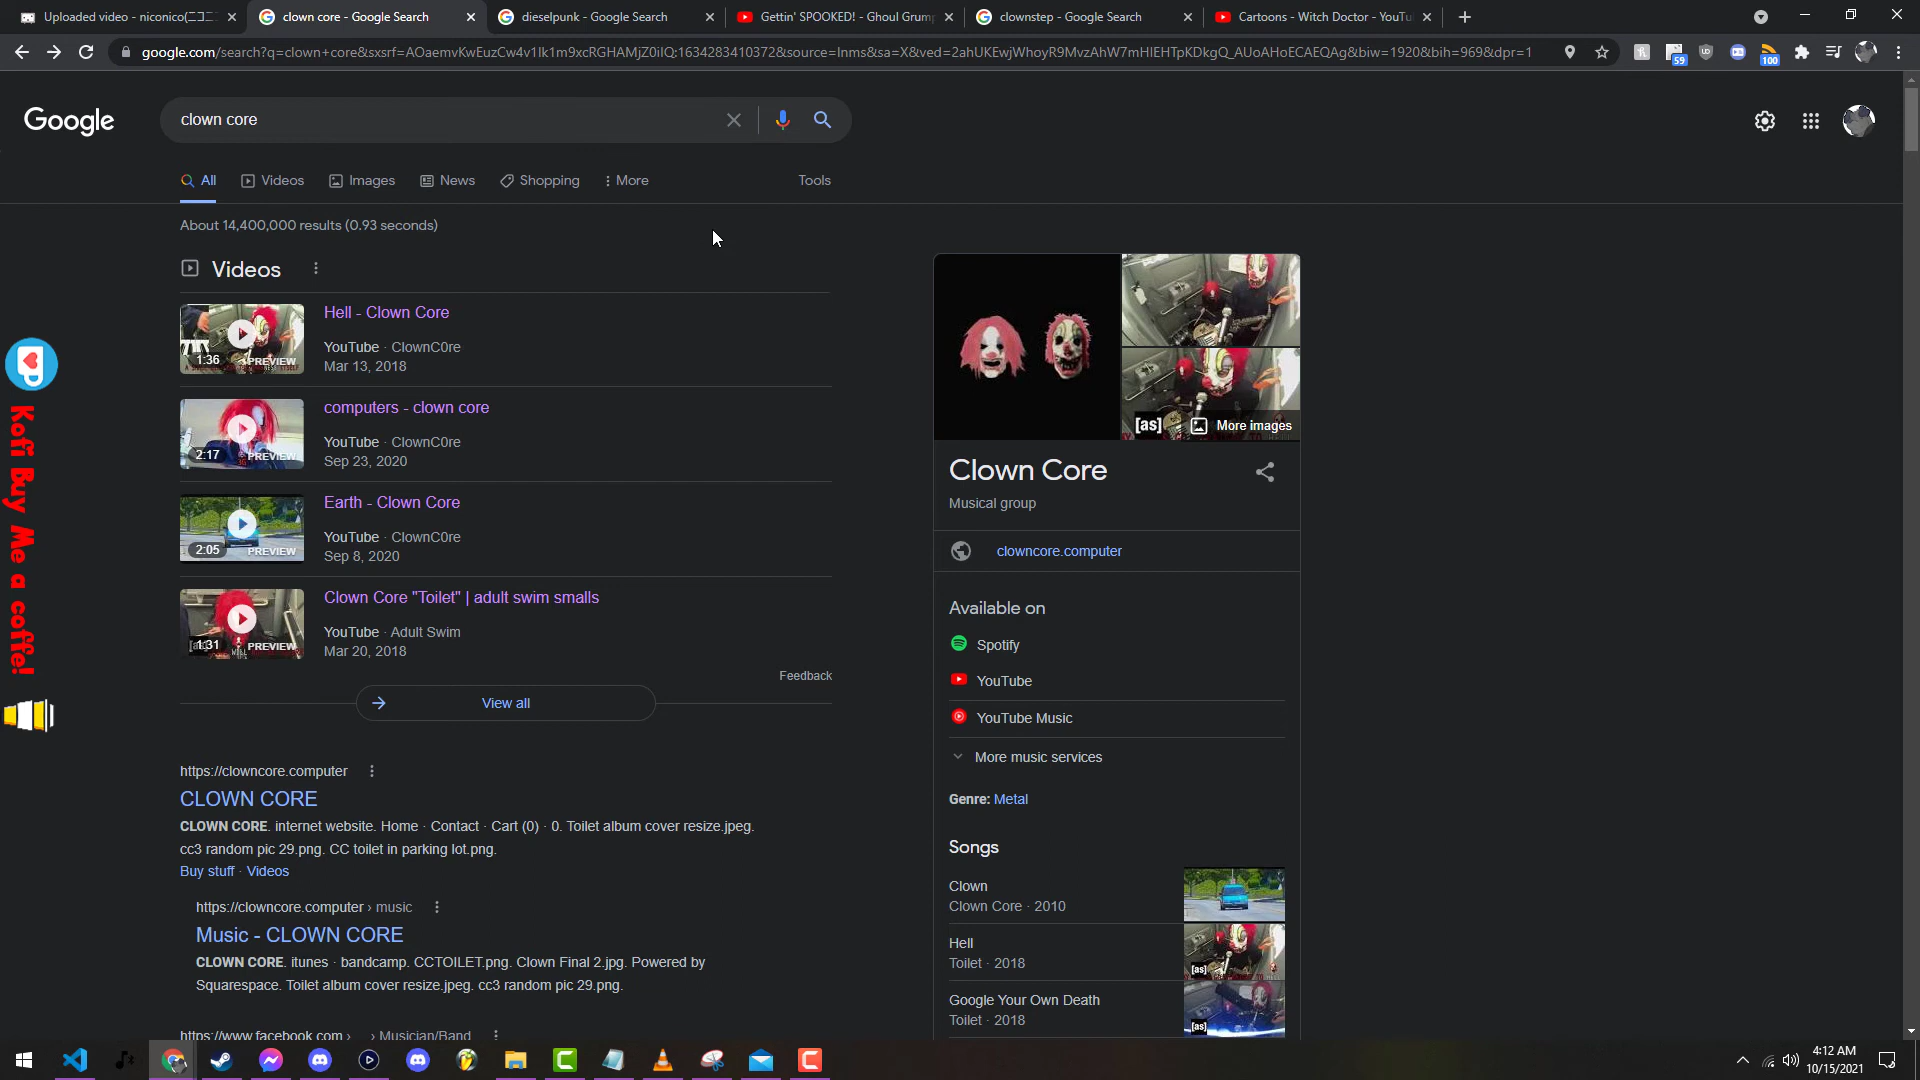 Uploaded video - niconico(ニコニ
clown core - Google Search
dieselpunk - Google Search
Gettin' SPOOKED! - Ghoul Grump
clownstep - Google Search
Cartoons - Witch Doctor - YouTu
google.com/search?q=clown+core&sxsrf=AOaemvKwEuzCw4v1Ik1m9xcRGHAMjZ0iIQ:1634283410372&source=lnms&sa=X&ved=2ahUKEwjWhoyR9MvzAhW7mHIEHTpKDkgQ_AUoAHoECAEQAg&biw=1920&bih=969&dpr=1
59
100
Google
clown core
All
Videos
Images
News
Shopping
More
Tools
About 14,400,000 results (0.93 seconds)
Videos
1:36
PREVIEW
Hell - Clown Core
YouTube · ClownC0re
Mar 13, 2018
2:17
PREVIEW
computers - clown core
YouTube · ClownC0re
Sep 23, 2020
2:05
PREVIEW
Earth - Clown Core
YouTube · ClownC0re
Sep 8, 2020
1:31
PREVIEW
Clown Core "Toilet" | adult swim smalls
YouTube · Adult Swim
Mar 20, 2018
Feedback
View all
https://clowncore.computer
CLOWN CORE
CLOWN CORE. internet website. Home · Contact · Cart (0) · 0. Toilet album cover resize.jpeg.
cc3 random pic 29.png. CC toilet in parking lot.png.
Buy stuff · Videos
https://clowncore.computer › music
Music - CLOWN CORE
CLOWN CORE. itunes · bandcamp. CCTOILET.png. Clown Final 2.jpg. Powered by
Squarespace. Toilet album cover resize.jpeg. cc3 random pic 29.png.
https://www.facebook.com › › Musician/Band
[as]
More images
Clown Core
Musical group
clowncore.computer
Available on
Spotify
YouTube
YouTube Music
More music services
Genre: Metal
Songs
Clown
Clown Core · 2010
Hell
Toilet · 2018
[as]
Google Your Own Death
Toilet · 2018
[as]
Kofi Buy Me a coffe!
4:12 AM
10/15/2021